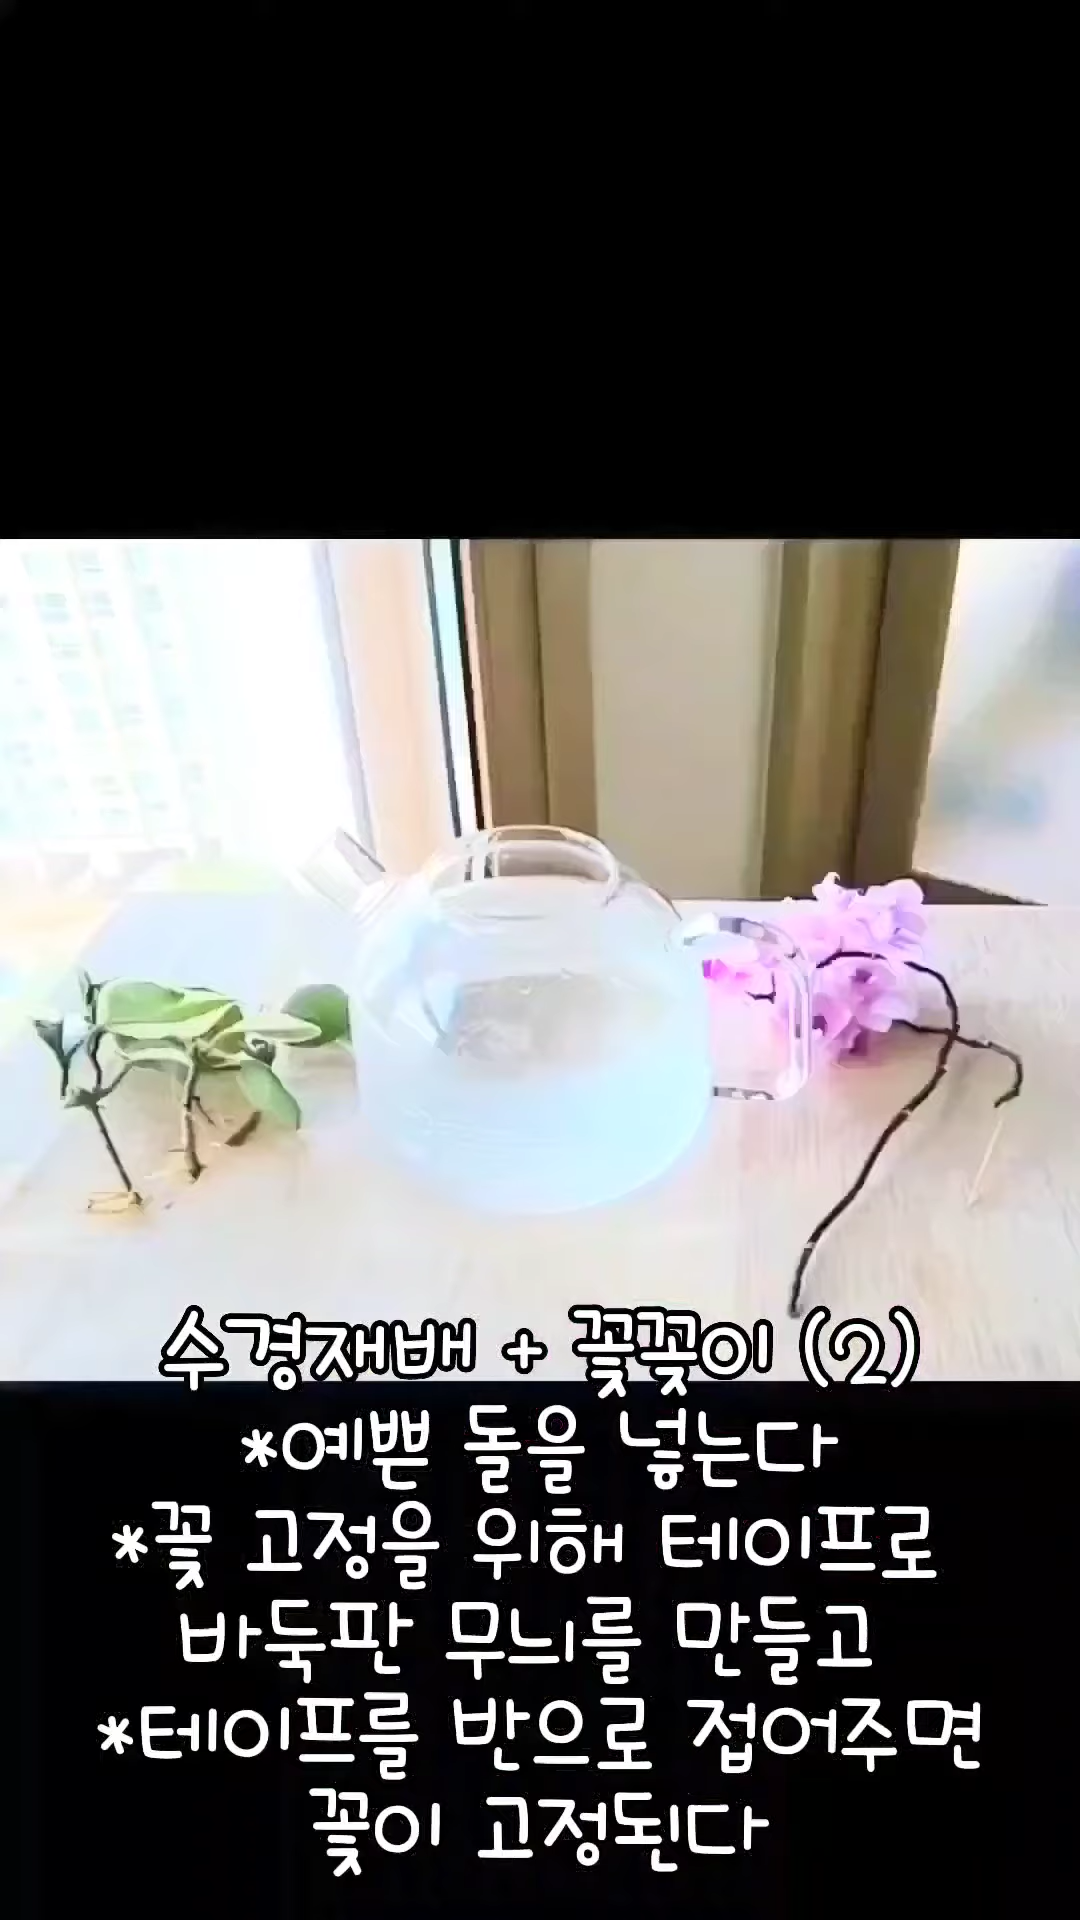 수경재배 + 꽃꽂이 (2)
*예쁜 돌을 넣는다
*꽃 고정을 위해 테이프로
바둑판 무늬를 만들고
*테이프를 반으로 접어주면
꽃이 고정된다